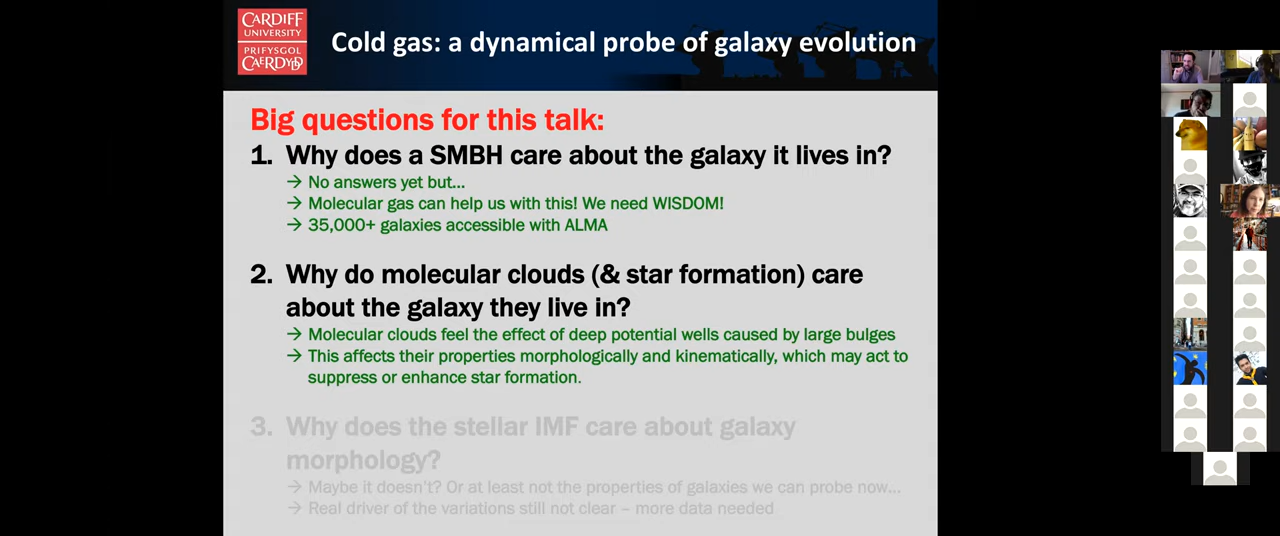 CARDIFF
UNIVERSITY
PRIFYSGOL
CAERDYDD
Cold gas: a dynamical probe of galaxy evolution
Big questions for this talk:
1. Why does a SMBH care about the galaxy it lives in?
→ No answers yet but...
→ Molecular gas can help us with this! We need WISDOM!
→ 35,000+ galaxies accessible with ALMA
2. Why do molecular clouds (& star formation) care
about the galaxy they live in?
→ Molecular clouds feel the effect of deep potential wells caused by large bulges
→ This affects their properties morphologically and kinematically, which may act to
suppress or enhance star formation.
3. Why does the stellar IMF care about galaxy
morphology?
→ Maybe it doesn't? Or at least not the properties of galaxies we can probe now...
→ Real driver of the variations still not clear – more data needed